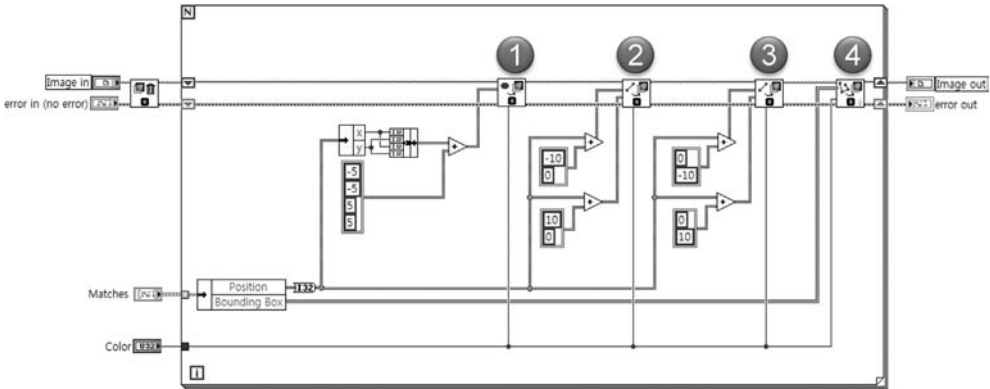 N
1 2 3 4
Image in
Image out
error in (no error)
error out
x
y
-5
-5
5
5
-10
0
10
0
0
-10
0
10
Matches
Position
I32
Bounding Box
Color
U32
i